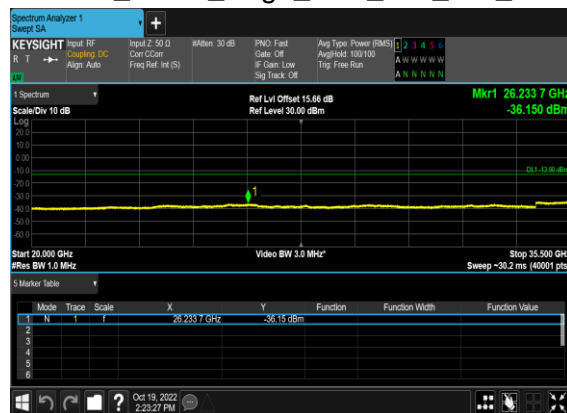 Spectrum Analyzer 1
Swept SA
+
KEYSIGHT Input: RF Input Z: 50 Ω #Atten: 30 dB PNO: Fast Avg Type: Power (RMS) 1 2 3 4 5 6
R T Coupling: DC Corr CCorr Gate: Off Avg|Hold: 100/100 A W W W W W
Align: Auto Freq Ref: Int (S) IF Gain: Low Trig: Free Run
Sig Track: Off A N N N N N
1 Spectrum Ref Lvl Offset 15.66 dB Mkr1 26.233 7 GHz
Scale/Div 10 dB Ref Level 30.00 dBm -36.150 dBm
Log
20.0
10.0
0.00
-10.0 DL1 -13.00 dBm
-20.0
-30.0 1
-40.0
-50.0
-60.0
Start 20.000 GHz Video BW 3.0 MHz* Stop 35.500 GHz
#Res BW 1.0 MHz Sweep ~30.2 ms (40001 pts)
5 Marker Table
Mode Trace Scale X Y Function Function Width Function Value
1 N 1 f 26.233 7 GHz -36.15 dBm
2
3
4
5
6
? Oct 19, 2022
2:23:27 PM